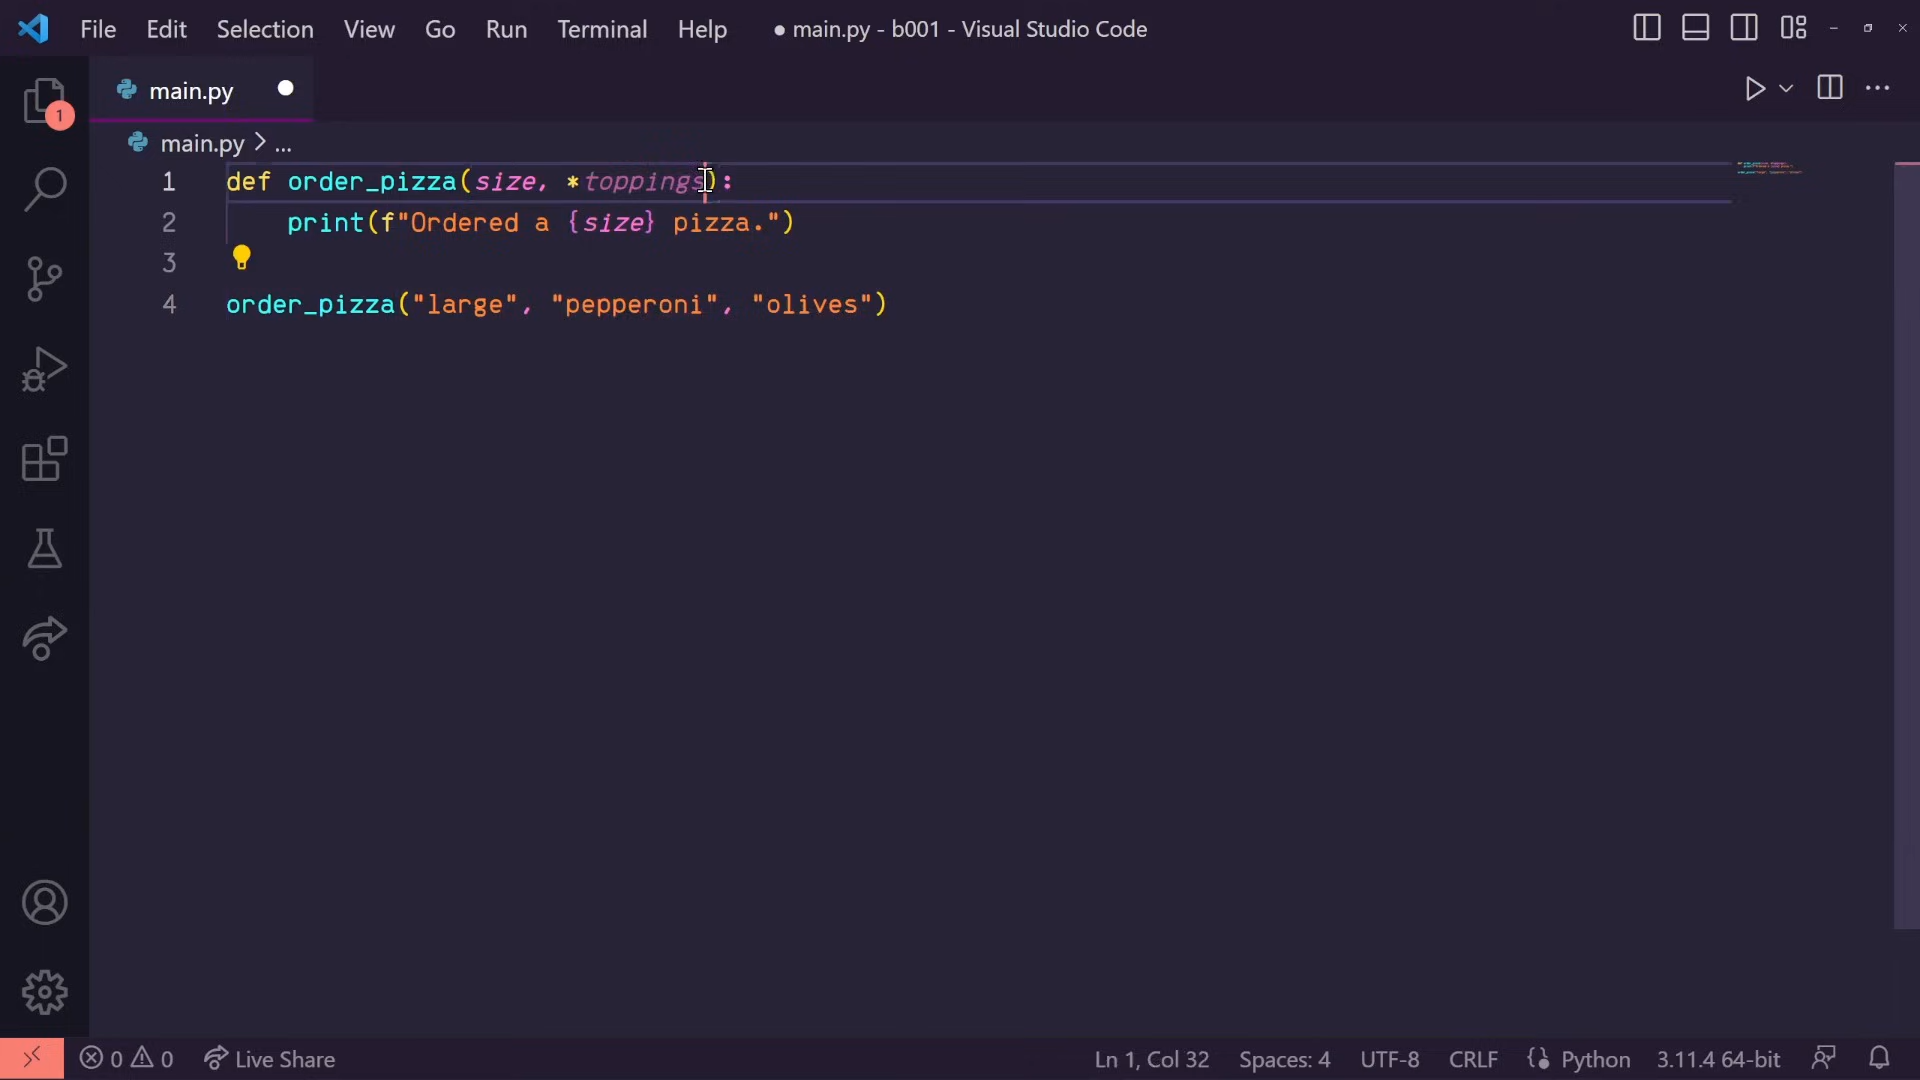 File Edit Selection View Go Run Terminal Help ● main.py - b001 - Visual Studio Code
1
main.py
main.py > ...
1 def order_pizza(size, *toppings):
2     print(f"Ordered a {size} pizza.")
3
4 order_pizza("large", "pepperoni", "olives")
0 0 Live Share Ln 1, Col 32 Spaces: 4 UTF-8 CRLF Python 3.11.4 64-bit